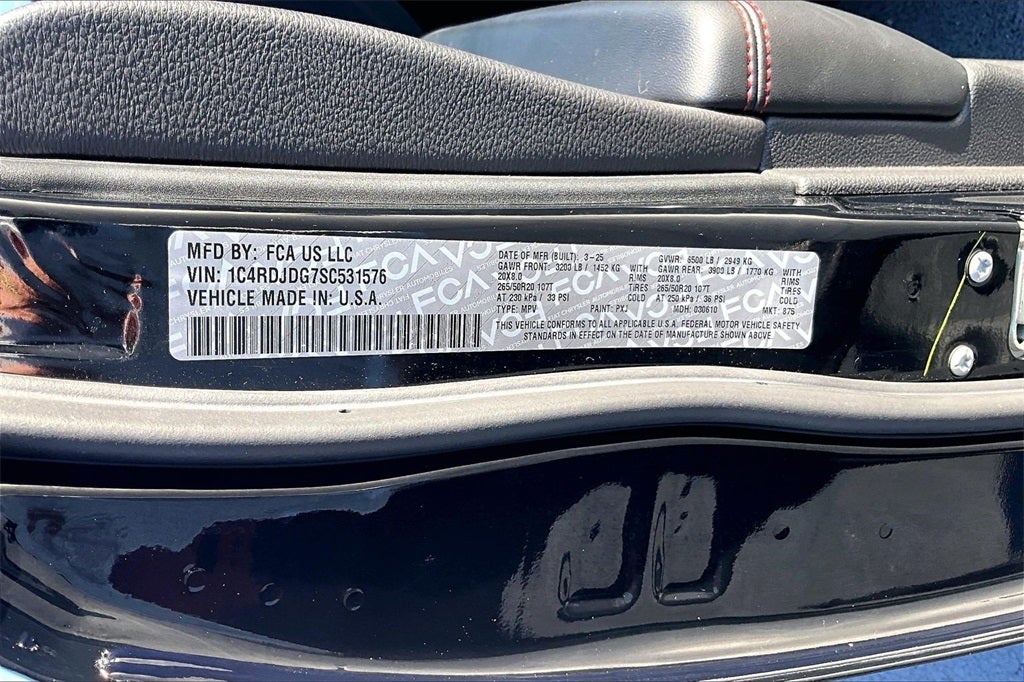 MFD BY: FCA US LLC
VIN: 1C4RDJDG7SC531576
VEHICLE MADE IN: U.S.A.
DATE OF MFR (BUILT): 3-25 GVWR: 6500 LB / 2949 KG
GAWR FRONT: 3200 LB / 1452 KG GAWR REAR: 3900 LB / 1770 KG
20X8.0 RIMS 20X8.0 RIMS
265/50R20 107T TIRES 265/50R20 107T TIRES
AT 230 kPa / 33 PSI COLD AT 250 kPa / 36 PSI COLD
TYPE: MPV PAINT: PXJ MDH: 030610 MKT: 875
THIS VEHICLE CONFORMS TO ALL APPLICABLE U.S.A. FEDERAL MOTOR VEHICLE SAFETY
STANDARDS IN EFFECT ON THE DATE OF MANUFACTURE SHOWN ABOVE.